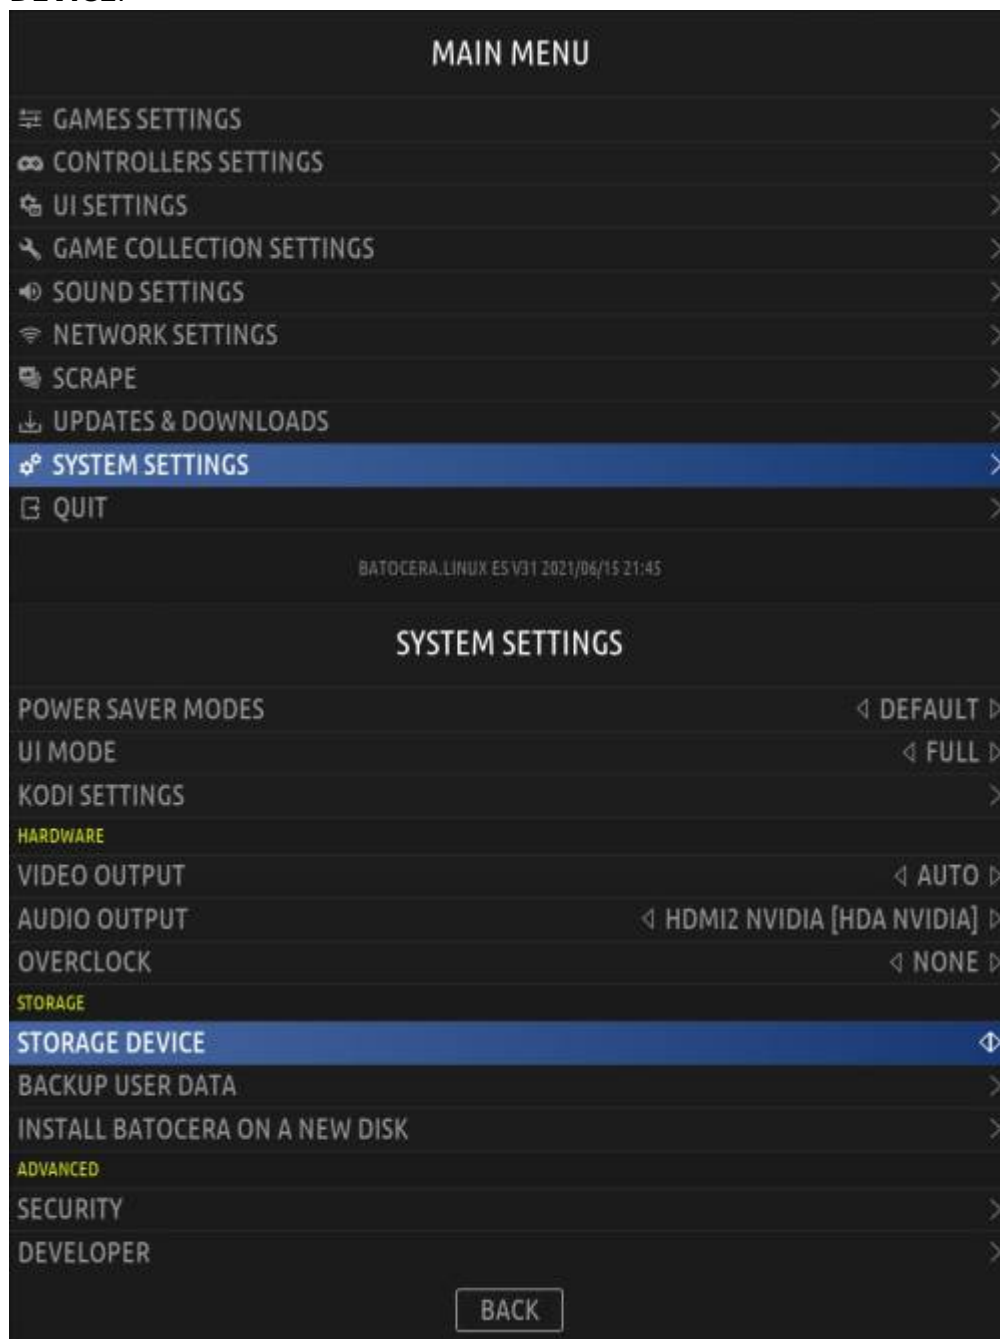 DEVICE.
MAIN MENU
GAMES SETTINGS
CONTROLLERS SETTINGS
UI SETTINGS
GAME COLLECTION SETTINGS
SOUND SETTINGS
NETWORK SETTINGS
SCRAPE
UPDATES & DOWNLOADS
SYSTEM SETTINGS
QUIT
BATOCERA.LINUX ES V31 2021/06/15 21:45
SYSTEM SETTINGS
POWER SAVER MODES DEFAULT
UI MODE FULL
KODI SETTINGS
HARDWARE
VIDEO OUTPUT AUTO
AUDIO OUTPUT HDMI2 NVIDIA [HDA NVIDIA]
OVERCLOCK NONE
STORAGE
STORAGE DEVICE
BACKUP USER DATA
INSTALL BATOCERA ON A NEW DISK
ADVANCED
SECURITY
DEVELOPER
BACK